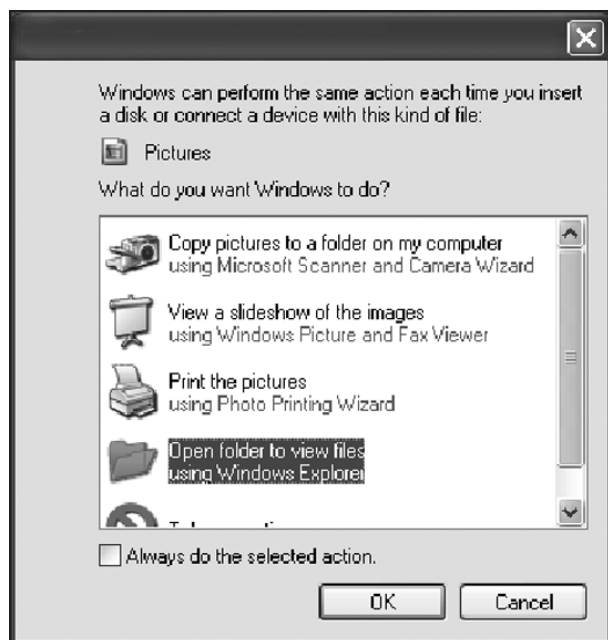 Windows can perform the same action each time you insert
a disk or connect a device with this kind of file:
Pictures
What do you want Windows to do?
Copy pictures to a folder on my computer
using Microsoft Scanner and Camera Wizard
View a slideshow of the images
using Windows Picture and Fax Viewer
Print the pictures
using Photo Printing Wizard
Open folder to view files
using Windows Explorer
Always do the selected action.
OK
Cancel